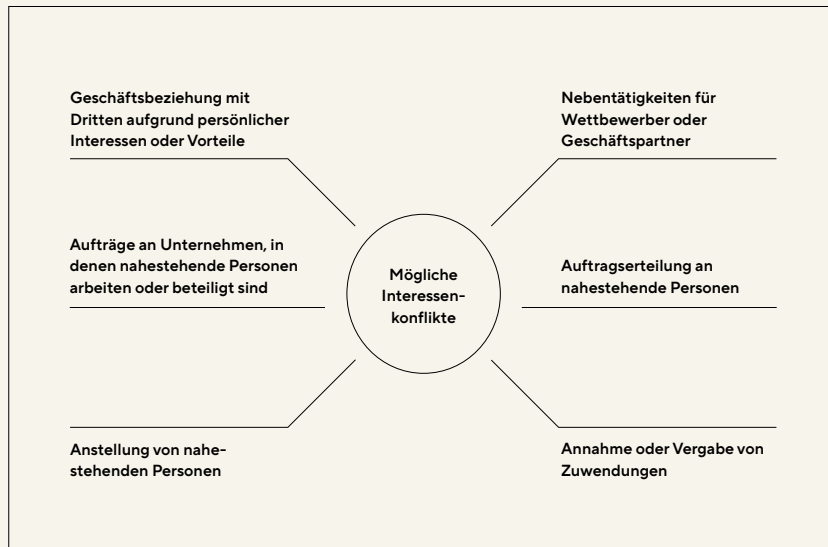 Geschäftsbeziehung mit
Dritten aufgrund persönlicher
Interessen oder Vorteile
Nebentätigkeiten für
Wettbewerber oder
Geschäftspartner
Aufträge an Unternehmen, in
denen nahestehende Personen
arbeiten oder beteiligt sind
Mögliche
Interessen-
konflikte
Auftragserteilung an
nahestehende Personen
Anstellung von nahe-
stehenden Personen
Annahme oder Vergabe von
Zuwendungen